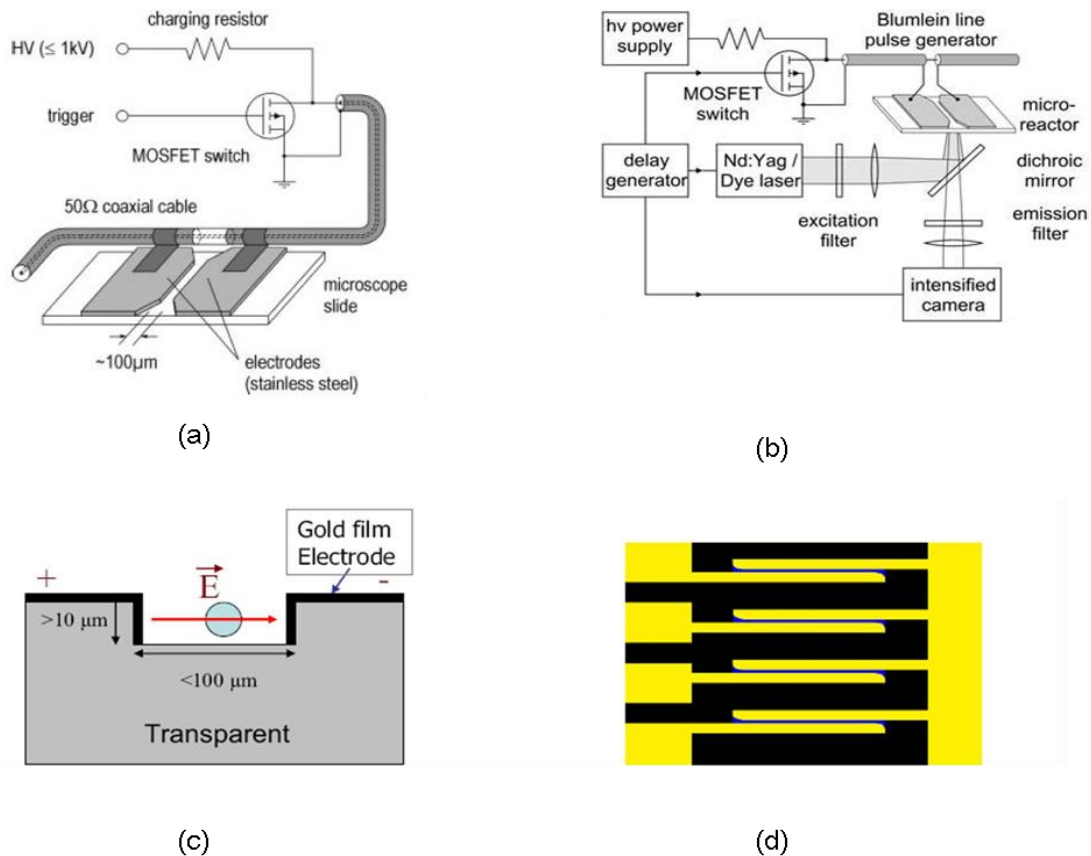 charging resistor
HV (≤ 1kV)
trigger
MOSFET switch
50Ω coaxial cable
microscope
slide
~100µm
electrodes
(stainless steel)
(a)
hv power
supply
Blumlein line
pulse generator
MOSFET
switch
micro-
reactor
delay
generator
Nd:Yag /
Dye laser
dichroic
mirror
excitation
filter
emission
filter
intensified
camera
(b)
Gold film
Electrode
+
E
-
>10 µm
<100 µm
Transparent
(c)
(d)